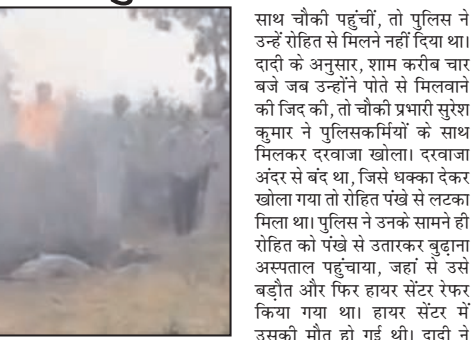 साथ चौकी पहुंचीं, तो पुलिस ने
उन्हें रोहित से मिलने नहीं दिया था।
दादी के अनुसार, शाम करीब चार
बजे जब उन्होंने पोते से मिलवाने
की जिद की, तो चौकी प्रभारी सुरेश
कुमार ने पुलिसकर्मियों के साथ
मिलकर दरवाजा खोला। दरवाजा
अंदर से बंद था, जिसे धक्का देकर
खोला गया तो रोहित पंखे से लटका
मिला था। पुलिस ने उनके सामने ही
रोहित को पंखे से उतारकर बुढ़ाना
अस्पताल पहुंचाया, जहां से उसे
बड़ौत और फिर हायर सेंटर रेफर
किया गया था। हायर सेंटर में
उसकी मौत हो गई थी। दादी ने